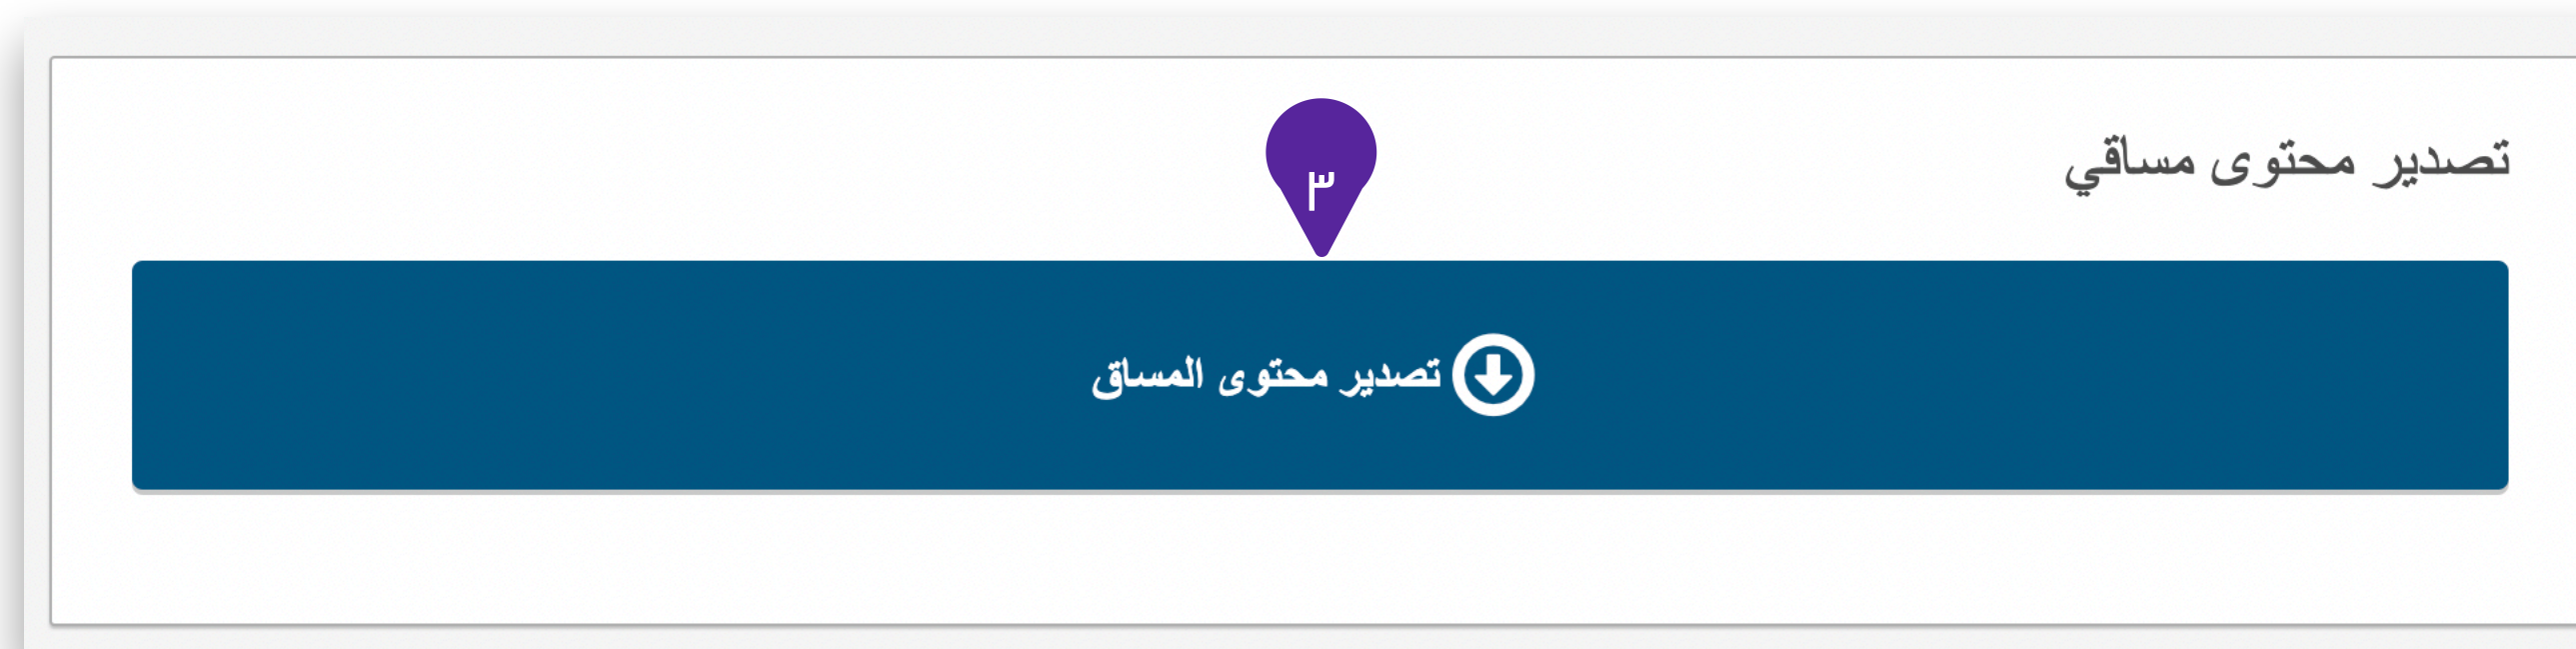 تصدير محتوى مساقي
٣
تصدير محتوى المساق